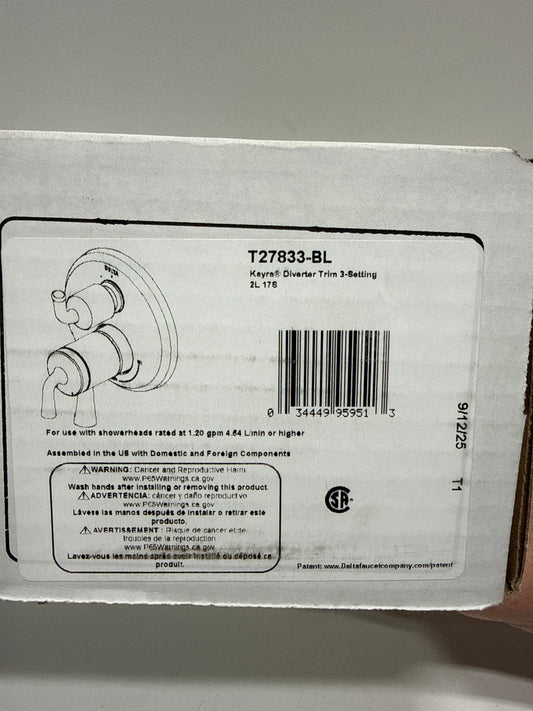 T27833-BL
Kayra® Diverter Trim 3-Setting
2L 17S
DELTA
0 34449 95951 3
For use with showerheads rated at 1.20 gpm 4.54 L/min or higher
Assembled in the US with Domestic and Foreign Components
WARNING: Cancer and Reproductive Harm
www.P65Warnings.ca.gov
Wash hands after installing or removing this product.
ADVERTENCIA: cáncer y daño reproductivo
www.P65Warnings.ca.gov
Lávese las manos después de instalar o retirar este
producto.
AVERTISSEMENT : Risque de cancer et de
troubles de la reproduction
www.P65Warnings.ca.gov
Lavez-vous les mains après avoir installé ou déposé ce
produit.
SA
Patent: www.Deltafaucetcompany.com/patent
9/12/25 T1